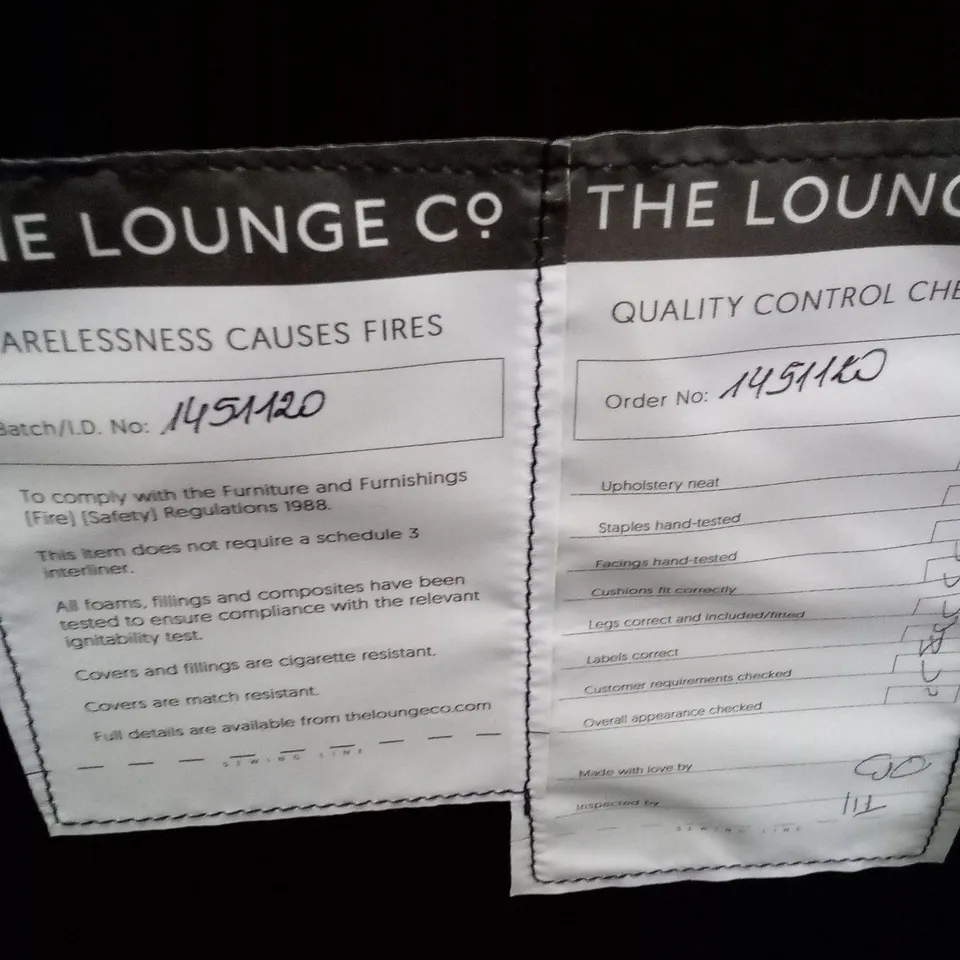 HE LOUNGE Cº
ARELESSNESS CAUSES FIRES
Batch/I.D. No: 1451120
To comply with the Furniture and Furnishings
[Fire] [Safety] Regulations 1988.
This item does not require a schedule 3
interliner.
All foams, fillings and composites have been
tested to ensure compliance with the relevant
ignitability test.
Covers and fillings are cigarette resistant.
Covers are match resistant.
Full details are available from theloungeco.com
SEWING LINE
THE LOUNG
QUALITY CONTROL CHE
Order No: 1451120
Upholstery neat
Staples hand-tested
Facings hand-tested
Cushions fit correctly
Legs correct and included/fitted
Labels correct
Customer requirements checked
Overall appearance checked
Made with love by
Inspected by
SEWING LINE